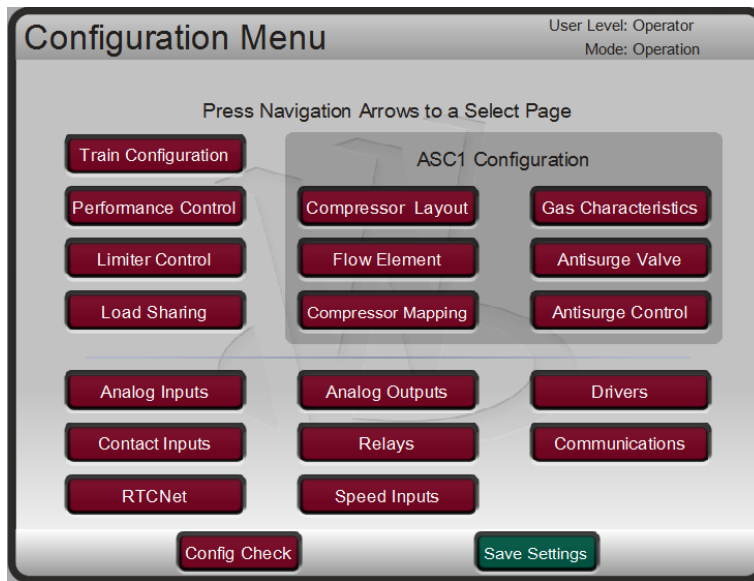 Configuration Menu
User Level: Operator
Mode: Operation
Press Navigation Arrows to a Select Page
Train Configuration
ASC1 Configuration
Performance Control
Compressor Layout
Gas Characteristics
Limiter Control
Flow Element
Antisurge Valve
Load Sharing
Compressor Mapping
Antisurge Control
Analog Inputs
Analog Outputs
Drivers
Contact Inputs
Relays
Communications
RTCNet
Speed Inputs
Config Check
Save Settings